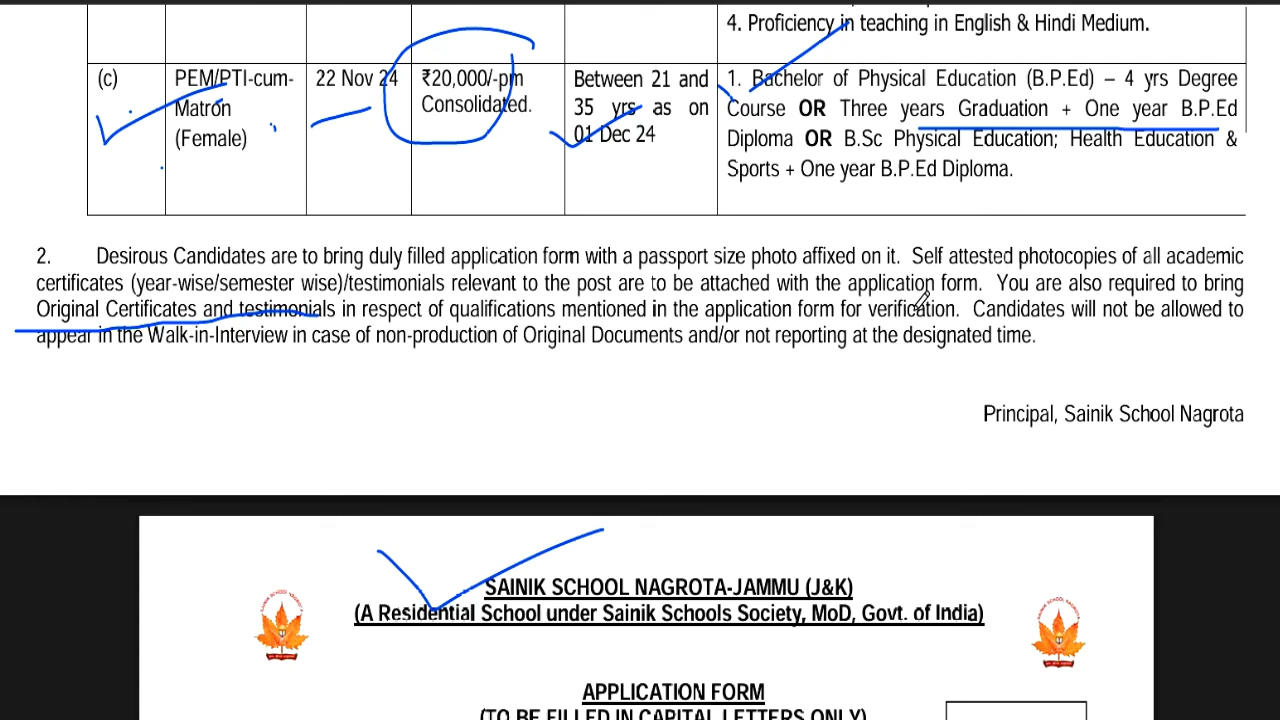 4. Proficiency in teaching in English & Hindi Medium.
(c)
PEM/PTI-cum-
Matron
(Female)
22 Nov 24
₹20,000/-pm
Consolidated.
Between 21 and
35 yrs as on
01 Dec 24
1. Bachelor of Physical Education (B.P.Ed) – 4 yrs Degree
Course OR Three years Graduation + One year B.P.Ed
Diploma OR B.Sc Physical Education; Health Education &
Sports + One year B.P.Ed Diploma.
2. Desirous Candidates are to bring duly filled application form with a passport size photo affixed on it. Self attested photocopies of all academic
certificates (year-wise/semester wise)/testimonials relevant to the post are to be attached with the application form. You are also required to bring
Original Certificates and testimonials in respect of qualifications mentioned in the application form for verification. Candidates will not be allowed to
appear in the Walk-in-Interview in case of non-production of Original Documents and/or not reporting at the designated time.
Principal, Sainik School Nagrota
SAINIK SCHOOL NAGROTA-JAMMU (J&K)
(A Residential School under Sainik Schools Society, MoD, Govt. of India)
APPLICATION FORM
(TO BE FILLED IN CAPITAL LETTERS ONLY)